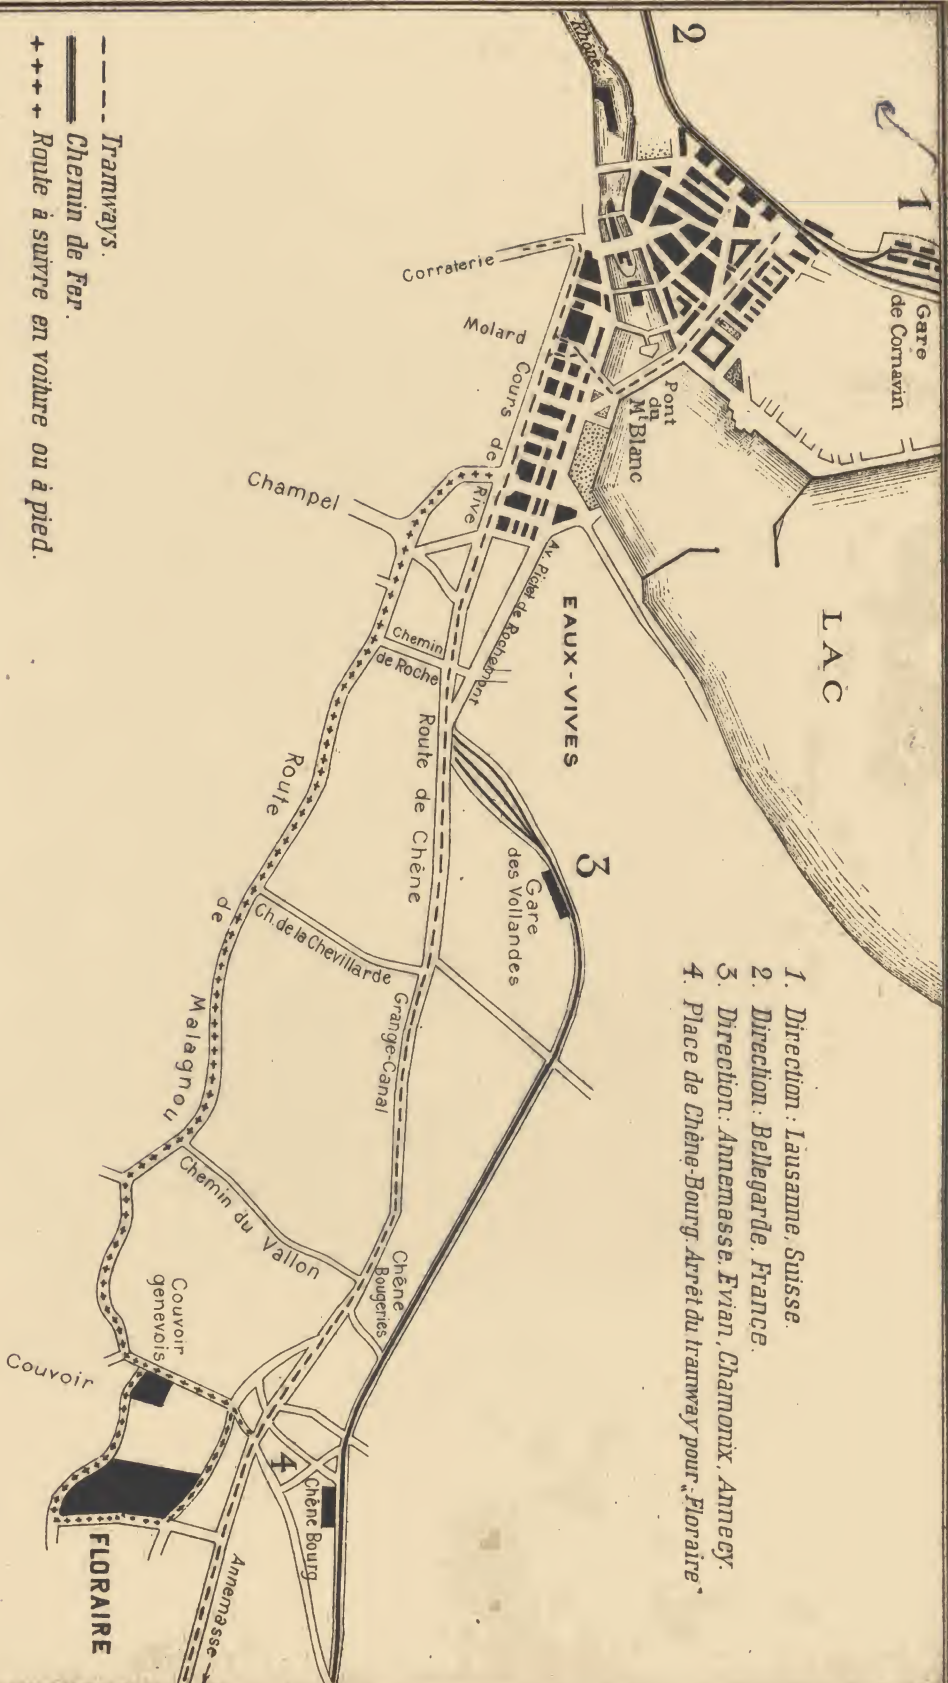 Gare
de Cornavin
1
2
Rhône
Pont
du
Mt Blanc
LAC
EAUX-VIVES
Corraterie
Molard
Cours de Rive
Av. Pictet de Rochemont
Champel
Chemin
de Roche
Route de Chêne
3
Gare
des Vollandes
Route de Malagnou
Ch. de la Chevillarde
Grange-Canal
Chemin du Vallon
Chêne
Bougeries
Couvoir
genevois
Couvoir
4
Chêne Bourg
Annemasse
FLORAIRE
1. Direction : Lausanne, Suisse.
2. Direction : Bellegarde, France.
3. Direction : Annemasse, Evian, Chamonix, Annecy.
4. Place de Chêne-Bourg. Arrêt du tramway pour „Floraire"
Tramways.
Chemin de Fer.
Route à suivre en voiture ou à pied.